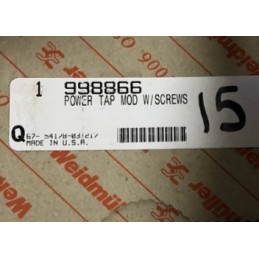 1 998866
POWER TAP MOD W/SCREWS
15
Q
MADE IN U.S.A.
Weidmüller